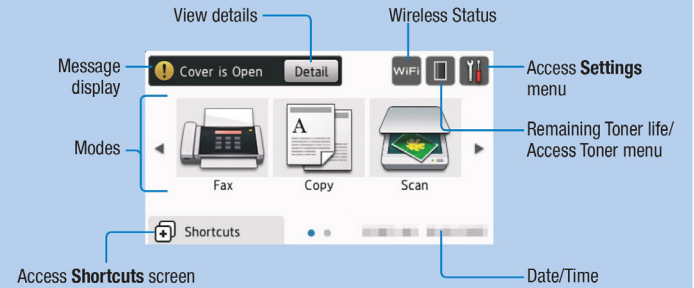 View details
Wireless Status
Message
display
Cover is Open
Detail
WiFi
Access Settings
menu
Modes
A
Remaining Toner life/
Access Toner menu
Fax
Copy
Scan
Shortcuts
Access Shortcuts screen
Date/Time